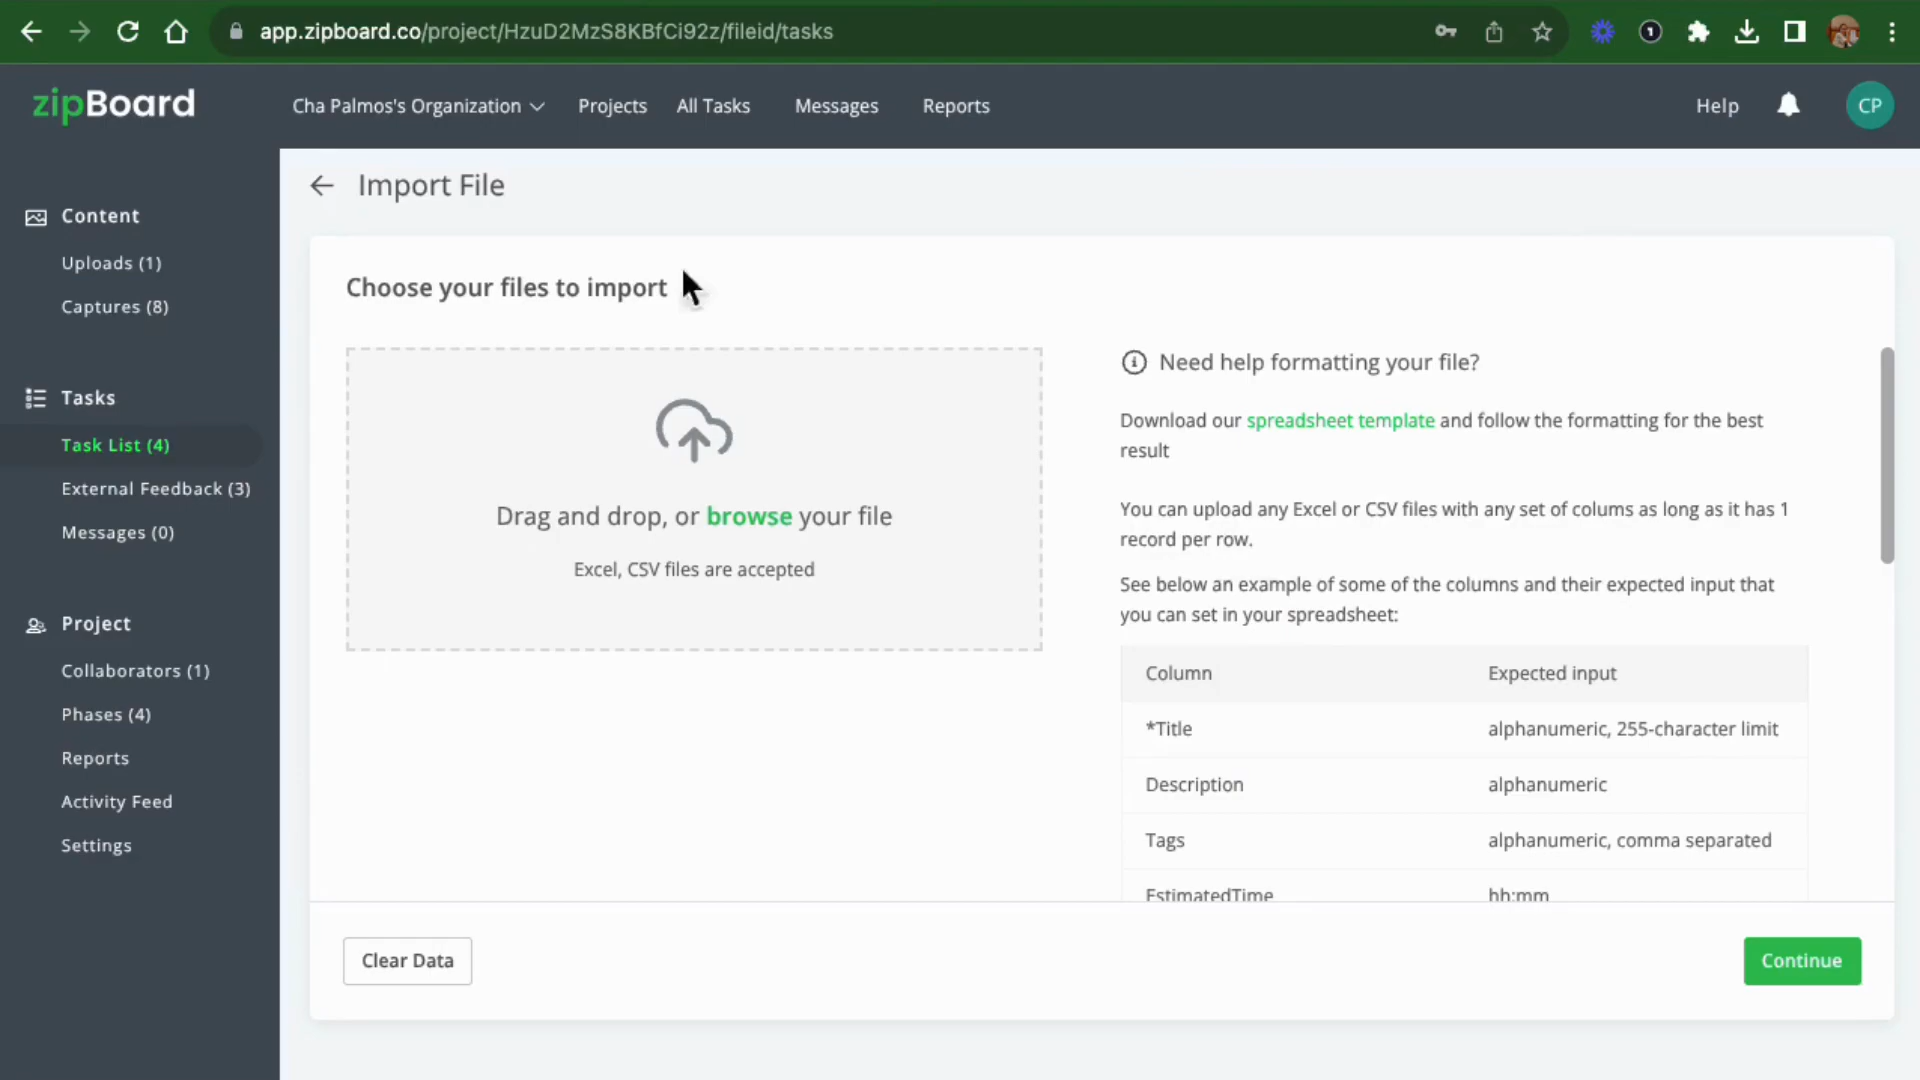 app.zipboard.co/project/HzuD2MzS8KBfCi92z/fileid/tasks
zipBoard
Cha Palmos's Organization
Projects
All Tasks
Messages
Reports
Help
CP
Content
Uploads (1)
Captures (8)
Tasks
Task List (4)
External Feedback (3)
Messages (0)
Project
Collaborators (1)
Phases (4)
Reports
Activity Feed
Settings
Import File
Choose your files to import
Drag and drop, or browse your file
Excel, CSV files are accepted
Need help formatting your file?
Download our spreadsheet template and follow the formatting for the best
result
You can upload any Excel or CSV files with any set of colums as long as it has 1
record per row.
See below an example of some of the columns and their expected input that
you can set in your spreadsheet:
Column Expected input
*Title alphanumeric, 255-character limit
Description alphanumeric
Tags alphanumeric, comma separated
EstimatedTime hh:mm
Clear Data
Continue